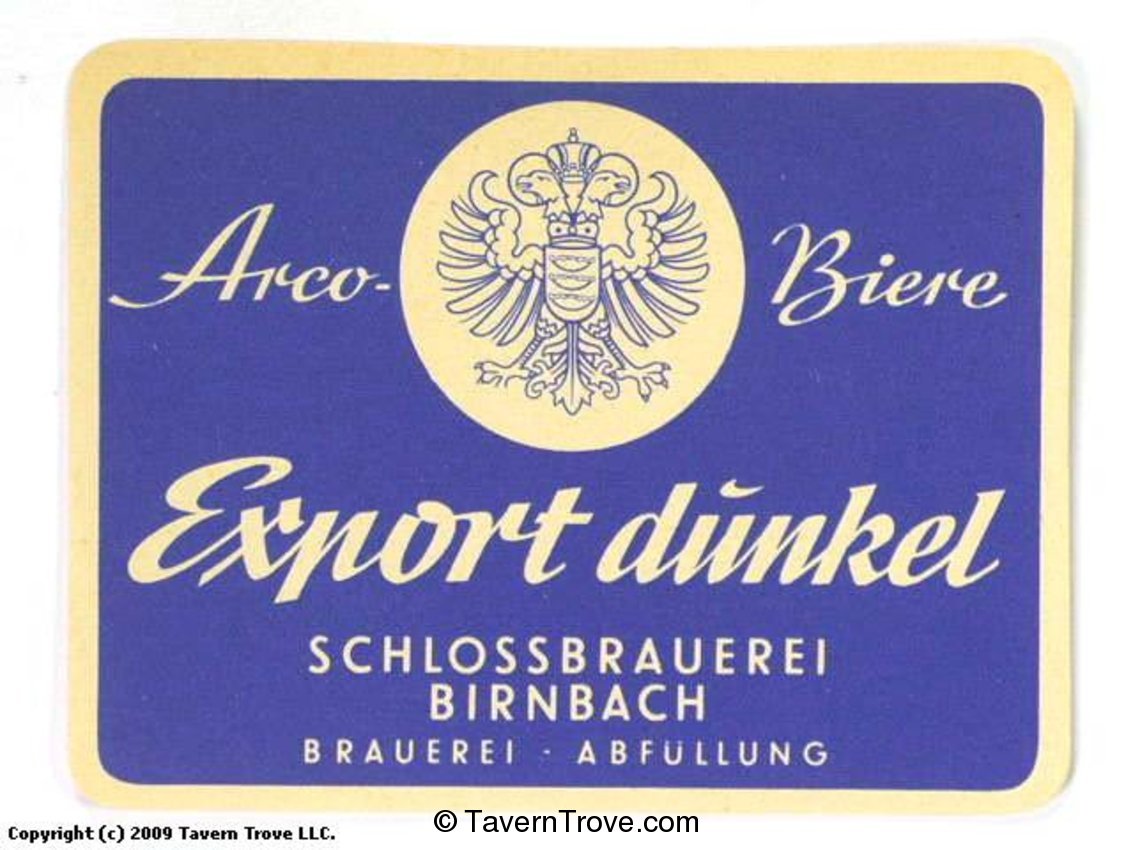 Arco- Biere
Export dunkel
SCHLOSSBRAUEREI
BIRNBACH
BRAUEREI - ABFÜLLUNG
Copyright (c) 2009 Tavern Trove LLC.
© TavernTrove.com